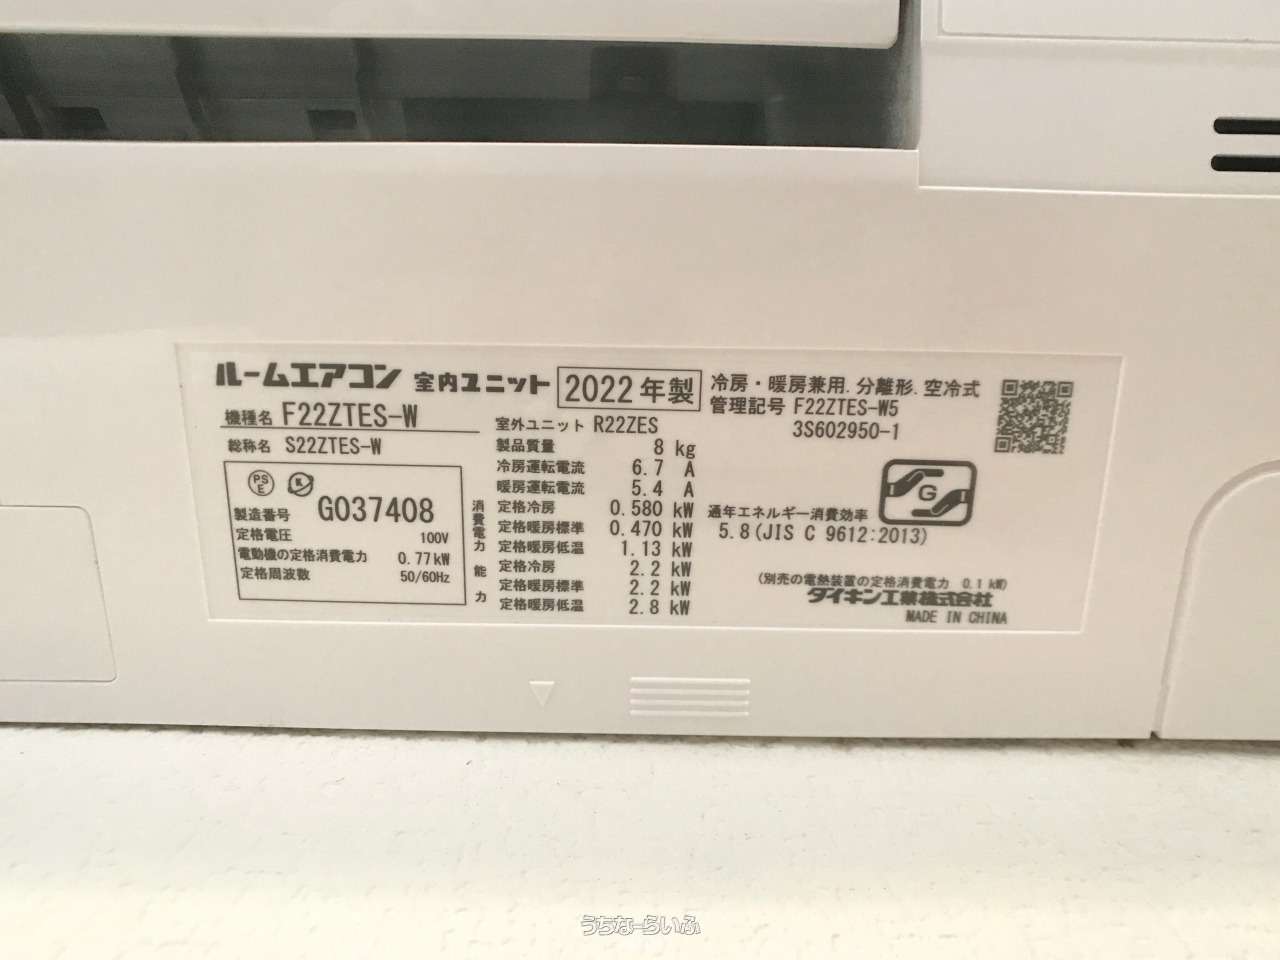 ルームエアコン 室内ユニット 2022年製
機種名 F22ZTES-W
総称名 S22ZTES-W
PS
E
製造番号 G037408
定格電圧 100V
電動機の定格消費電力 0.77kW
定格周波数 50/60Hz
室外ユニット R22ZES
製品質量 8 kg
冷房運転電流 6.7 A
暖房運転電流 5.4 A
消費電力
定格冷房 0.580 kW
定格暖房標準 0.470 kW
定格暖房低温 1.13 kW
能力
定格冷房 2.2 kW
定格暖房標準 2.2 kW
定格暖房低温 2.8 kW
冷房・暖房兼用.分離形.空冷式
管理記号 F22ZTES-W5
3S602950-1
G
通年エネルギー消費効率
5.8(JIS C 9612:2013)
(別売の電熱装置の定格消費電力 0.1 kW)
ダイキン工業株式会社
MADE IN CHINA
うちなーらいふ